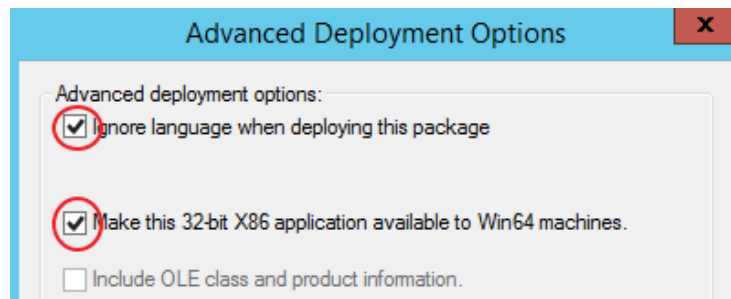 Advanced Deployment Options
x
Advanced deployment options:
Ignore language when deploying this package
Make this 32-bit X86 application available to Win64 machines.
Include OLE class and product information.